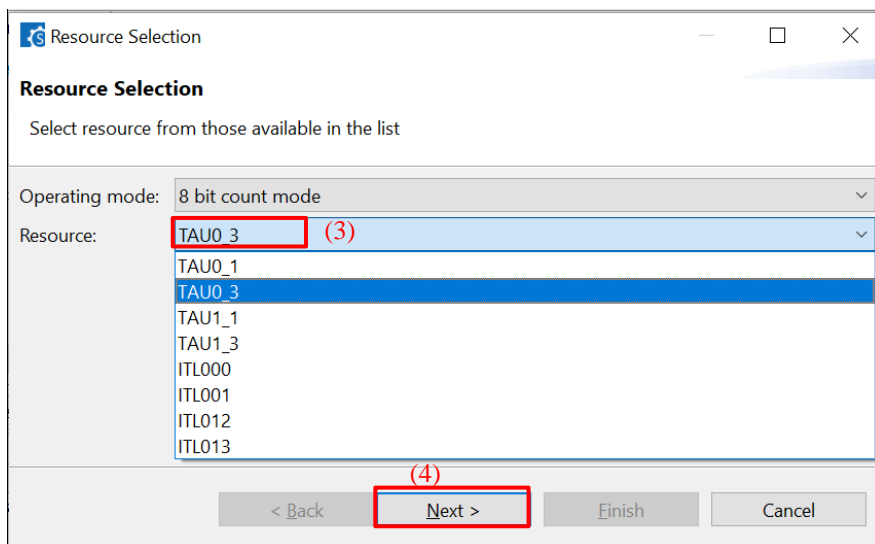 Resource Selection
Resource Selection
Select resource from those available in the list
Operating mode: 8 bit count mode
Resource: TAU0_3 (3)
TAU0_1
TAU0_3
TAU1_1
TAU1_3
ITL000
ITL001
ITL012
ITL013
(4)
< Back Next > Finish Cancel